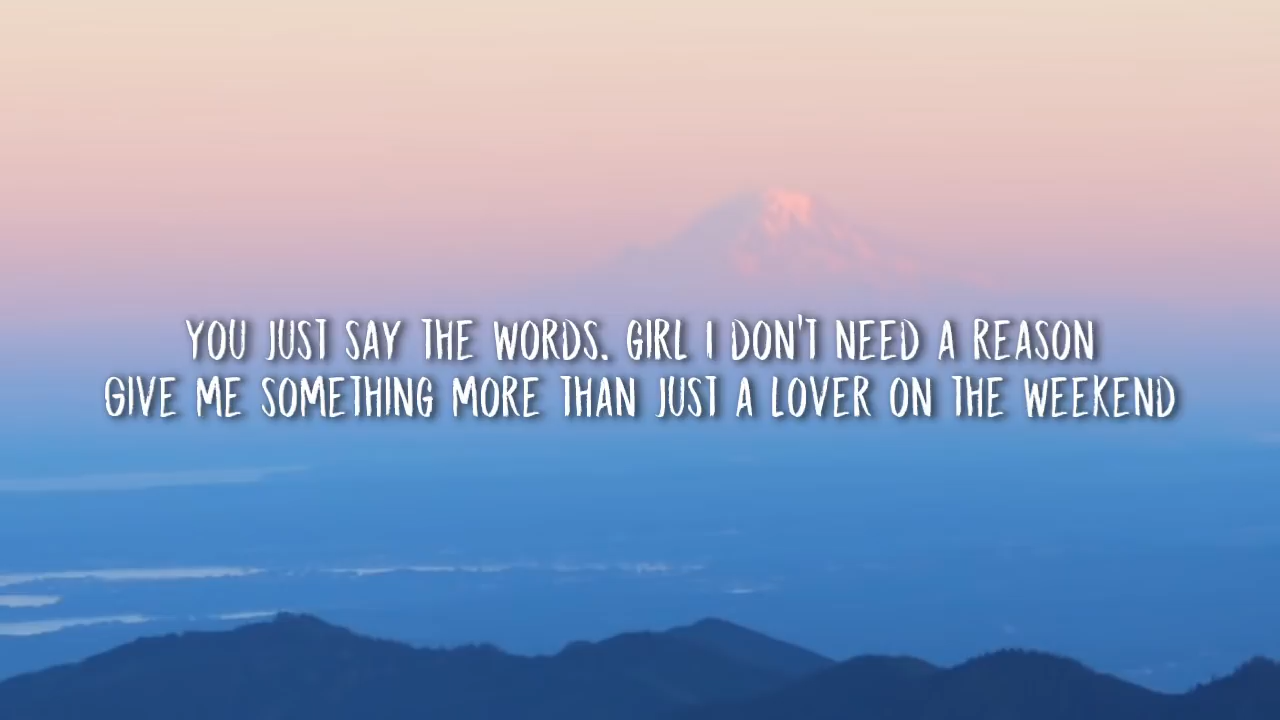 YOU JUST SAY THE WORDS. GIRL I DON'T NEED A REASON
GIVE ME SOMETHING MORE THAN JUST A LOVER ON THE WEEKEND